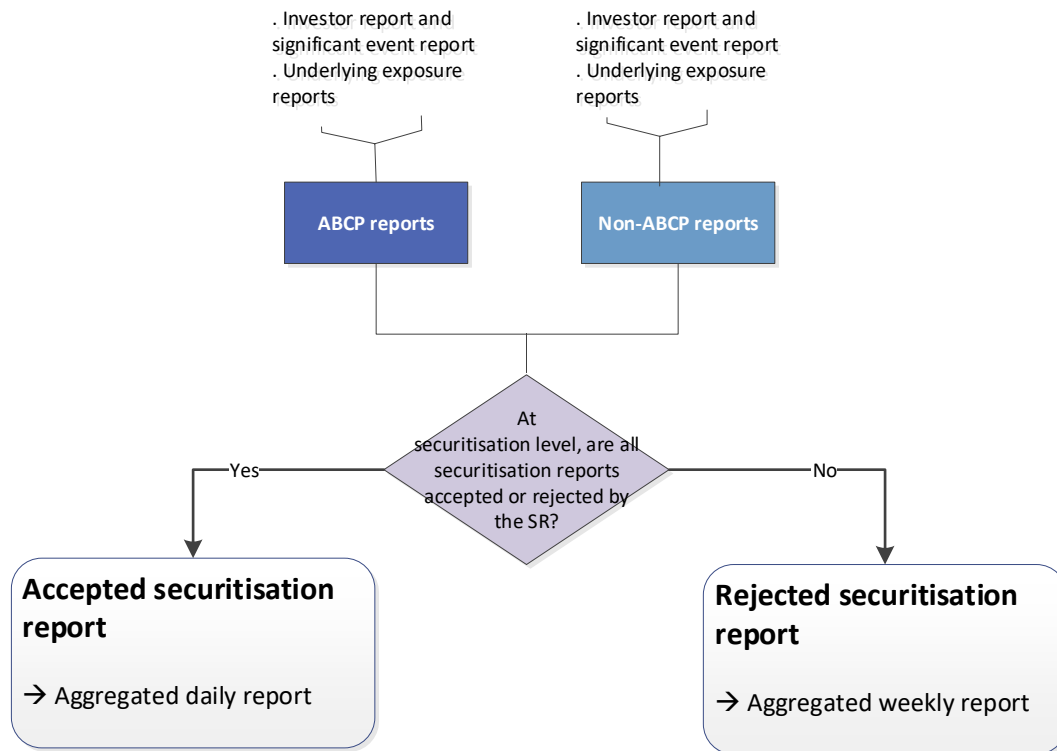 . Investor report and
significant event report
. Underlying exposure
reports
. Investor report and
significant event report
. Underlying exposure
reports
ABCP reports
Non-ABCP reports
At
securitisation level, are all
securitisation reports
accepted or rejected by
the SR?
Yes
No
Accepted securitisation
report
→ Aggregated daily report
Rejected securitisation
report
→ Aggregated weekly report